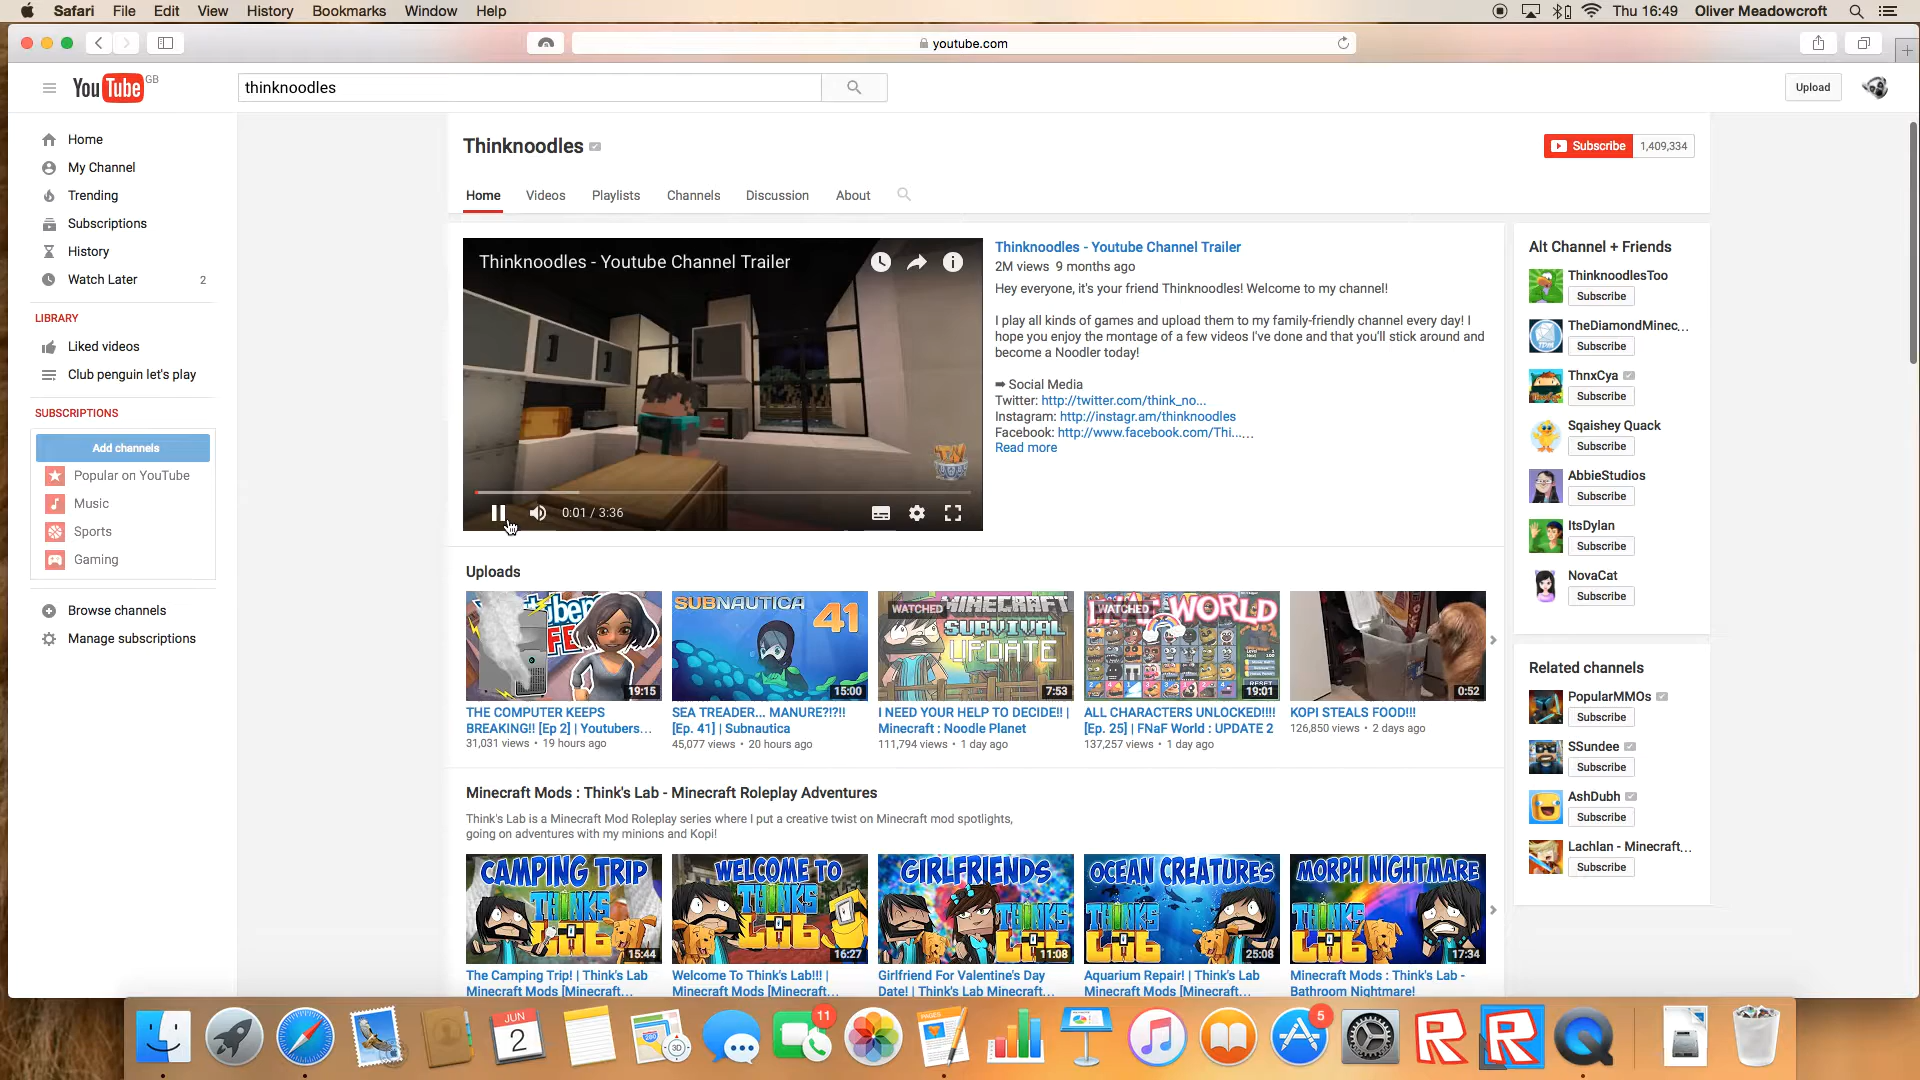 Safari File Edit View History Bookmarks Window Help
Thu 16:49 Oliver Meadowcroft
youtube.com
YouTube GB
thinknoodles
Upload
Home
My Channel
Trending
Subscriptions
History
Watch Later 2
LIBRARY
Liked videos
Club penguin let's play
SUBSCRIPTIONS
Add channels
Popular on YouTube
Music
Sports
Gaming
Browse channels
Manage subscriptions
Thinknoodles
Subscribe 1,409,334
Home Videos Playlists Channels Discussion About
Thinknoodles - Youtube Channel Trailer
0:01 / 3:36
Thinknoodles - Youtube Channel Trailer
2M views 9 months ago
Hey everyone, it's your friend Thinknoodles! Welcome to my channel!
I play all kinds of games and upload them to my family-friendly channel every day! I
hope you enjoy the montage of a few videos I've done and that you'll stick around and
become a Noodler today!
➡ Social Media
Twitter: http://twitter.com/think_no...
Instagram: http://instagr.am/thinknoodles
Facebook: http://www.facebook.com/Thi......
Read more
Uploads
19:15
THE COMPUTER KEEPS
BREAKING!! [Ep 2] | Youtubers...
31,031 views • 19 hours ago
SUBNAUTICA
41
15:00
SEA TREADER... MANURE?!?!!
[Ep. 41] | Subnautica
45,077 views • 20 hours ago
WATCHED
MINECRAFT
SURVIVAL
UPDATE
7:53
I NEED YOUR HELP TO DECIDE!! |
Minecraft : Noodle Planet
111,794 views • 1 day ago
WATCHED
WORLD
19:01
ALL CHARACTERS UNLOCKED!!!!
[Ep. 25] | FNaF World : UPDATE 2
137,257 views • 1 day ago
0:52
KOPI STEALS FOOD!!!
126,850 views • 2 days ago
Minecraft Mods : Think's Lab - Minecraft Roleplay Adventures
Think's Lab is a Minecraft Mod Roleplay series where I put a creative twist on Minecraft mod spotlights,
going on adventures with my minions and Kopi!
CAMPING TRIP
THINKS
LAB
15:44
The Camping Trip! | Think's Lab
Minecraft Mods [Minecraft...
WELCOME TO
THINKS
LAB
16:27
Welcome To Think's Lab!!! |
Minecraft Mods [Minecraft...
GIRLFRIENDS
THINKS
LAB
11:08
Girlfriend For Valentine's Day
Date! | Think's Lab Minecraft...
OCEAN CREATURES
THINKS
LAB
25:08
Aquarium Repair! | Think's Lab
Minecraft Mods [Minecraft...
MORPH NIGHTMARE
THINKS
LAB
17:34
Minecraft Mods : Think's Lab -
Bathroom Nightmare!
Alt Channel + Friends
ThinknoodlesToo
Subscribe
TheDiamondMinec...
Subscribe
ThnxCya
Subscribe
Sqaishey Quack
Subscribe
AbbieStudios
Subscribe
ItsDylan
Subscribe
NovaCat
Subscribe
Related channels
PopularMMOs
Subscribe
SSundee
Subscribe
AshDubh
Subscribe
Lachlan - Minecraft...
Subscribe
JUN
2
3D
11
PAGES
5